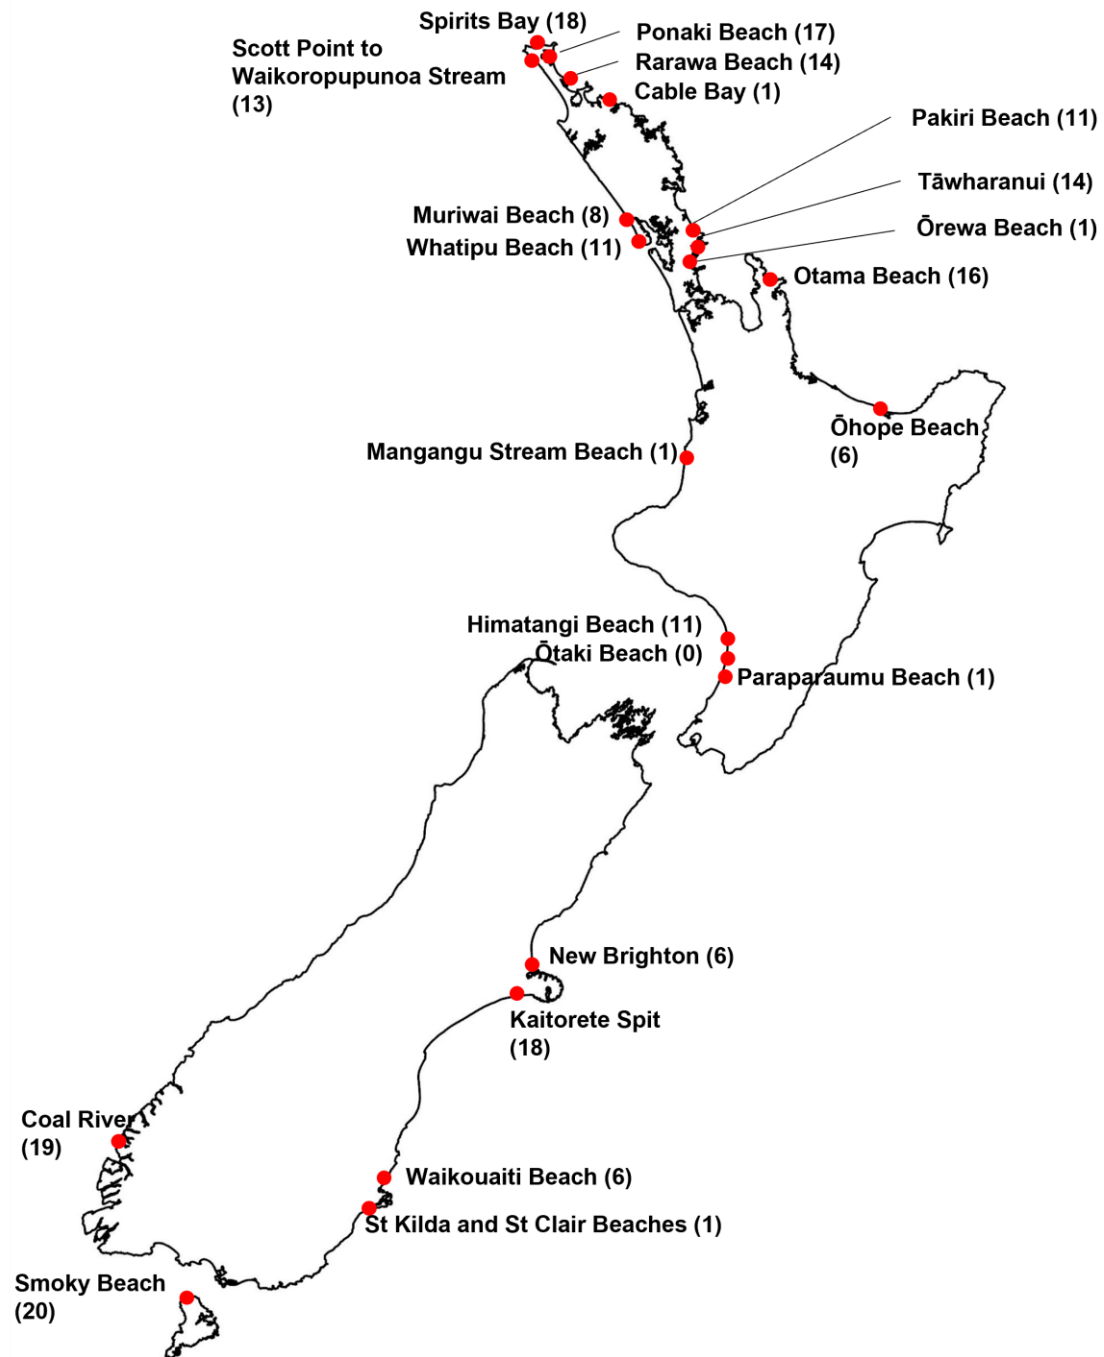 Spirits Bay (18)
Ponaki Beach (17)
Scott Point to
Waikoropupunoa Stream
(13)
Rarawa Beach (14)
Cable Bay (1)
Pakiri Beach (11)
Tāwharanui (14)
Muriwai Beach (8)
Ōrewa Beach (1)
Whatipu Beach (11)
Otama Beach (16)
Ōhope Beach
(6)
Mangangu Stream Beach (1)
Himatangi Beach (11)
Ōtaki Beach (0)
Paraparaumu Beach (1)
New Brighton (6)
Kaitorete Spit
(18)
Coal River
(19)
Waikouaiti Beach (6)
St Kilda and St Clair Beaches (1)
Smoky Beach
(20)